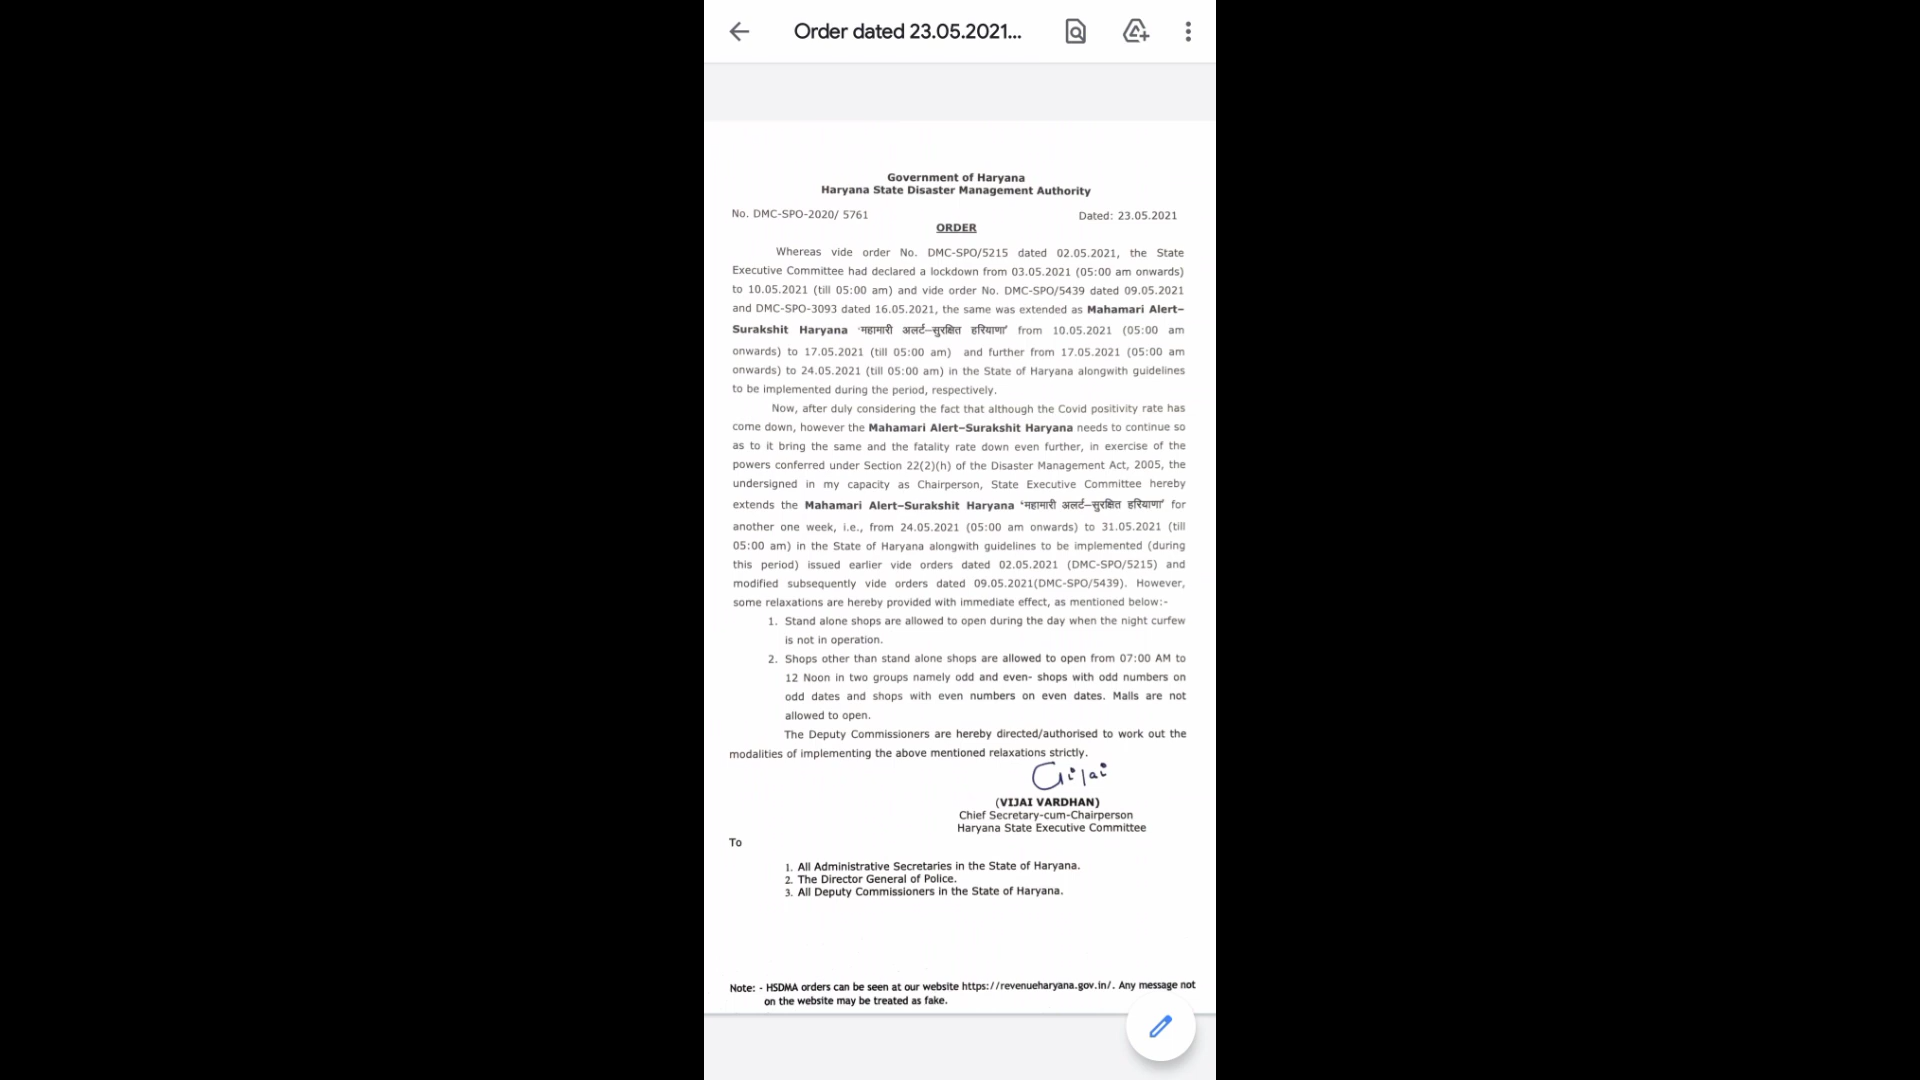 Order dated 23.05.2021...
Government of Haryana
Haryana State Disaster Management Authority
No. DMC-SPO-2020/ 5761 Dated: 23.05.2021
ORDER
Whereas vide order No. DMC-SPO/5215 dated 02.05.2021, the State
Executive Committee had declared a lockdown from 03.05.2021 (05:00 am onwards)
to 10.05.2021 (till 05:00 am) and vide order No. DMC-SPO/5439 dated 09.05.2021
and DMC-SPO-3093 dated 16.05.2021, the same was extended as Mahamari Alert–
Surakshit Haryana 'महामारी अलर्ट–सुरक्षित हरियाणा' from 10.05.2021 (05:00 am
onwards) to 17.05.2021 (till 05:00 am) and further from 17.05.2021 (05:00 am
onwards) to 24.05.2021 (till 05:00 am) in the State of Haryana alongwith guidelines
to be implemented during the period, respectively.
Now, after duly considering the fact that although the Covid positivity rate has
come down, however the Mahamari Alert–Surakshit Haryana needs to continue so
as to it bring the same and the fatality rate down even further, in exercise of the
powers conferred under Section 22(2)(h) of the Disaster Management Act, 2005, the
undersigned in my capacity as Chairperson, State Executive Committee hereby
extends the Mahamari Alert–Surakshit Haryana 'महामारी अलर्ट–सुरक्षित हरियाणा' for
another one week, i.e., from 24.05.2021 (05:00 am onwards) to 31.05.2021 (till
05:00 am) in the State of Haryana alongwith guidelines to be implemented (during
this period) issued earlier vide orders dated 02.05.2021 (DMC-SPO/5215) and
modified subsequently vide orders dated 09.05.2021(DMC-SPO/5439). However,
some relaxations are hereby provided with immediate effect, as mentioned below:-
1. Stand alone shops are allowed to open during the day when the night curfew
is not in operation.
2. Shops other than stand alone shops are allowed to open from 07:00 AM to
12 Noon in two groups namely odd and even- shops with odd numbers on
odd dates and shops with even numbers on even dates. Malls are not
allowed to open.
The Deputy Commissioners are hereby directed/authorised to work out the
modalities of implementing the above mentioned relaxations strictly.
(VIJAI VARDHAN)
Chief Secretary-cum-Chairperson
Haryana State Executive Committee
To
1. All Administrative Secretaries in the State of Haryana.
2. The Director General of Police.
3. All Deputy Commissioners in the State of Haryana.
Note: - HSDMA orders can be seen at our website https://revenueharyana.gov.in/. Any message not
on the website may be treated as fake.